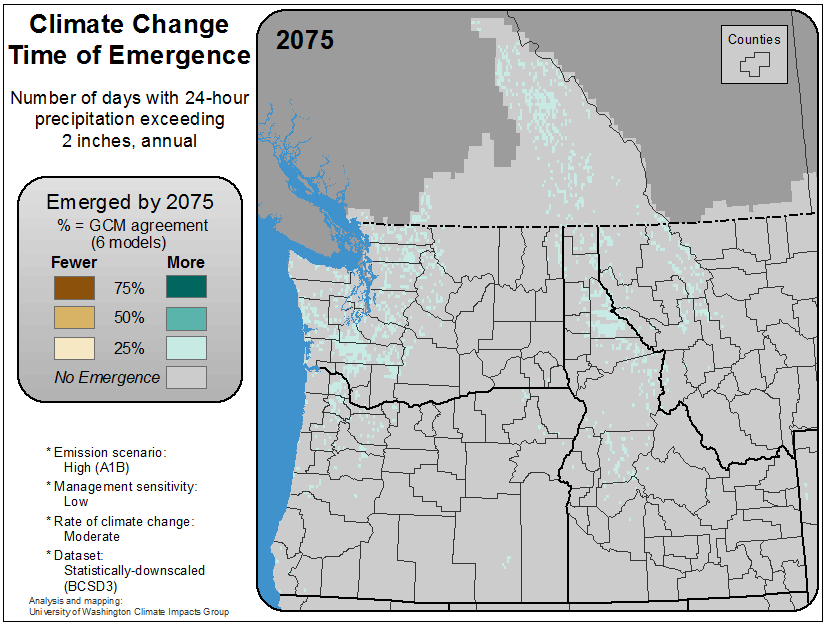 Climate Change
Time of Emergence
Number of days with 24-hour
precipitation exceeding
2 inches, annual
Emerged by 2075
% = GCM agreement
(6 models)
Fewer More
75%
50%
25%
No Emergence
* Emission scenario:
High (A1B)
* Management sensitivity:
Low
* Rate of climate change:
Moderate
* Dataset:
Statistically-downscaled
(BCSD3)
Analysis and mapping:
University of Washington Climate Impacts Group
2075
Counties